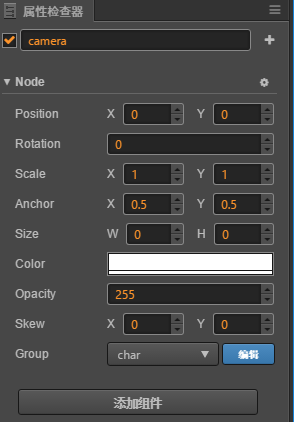 属性检查器
camera
Node
Position X 0 Y 0
Rotation 0
Scale X 1 Y 1
Anchor X 0.5 Y 0.5
Size W 0 H 0
Color
Opacity 255
Skew X 0 Y 0
Group char 编辑
添加组件